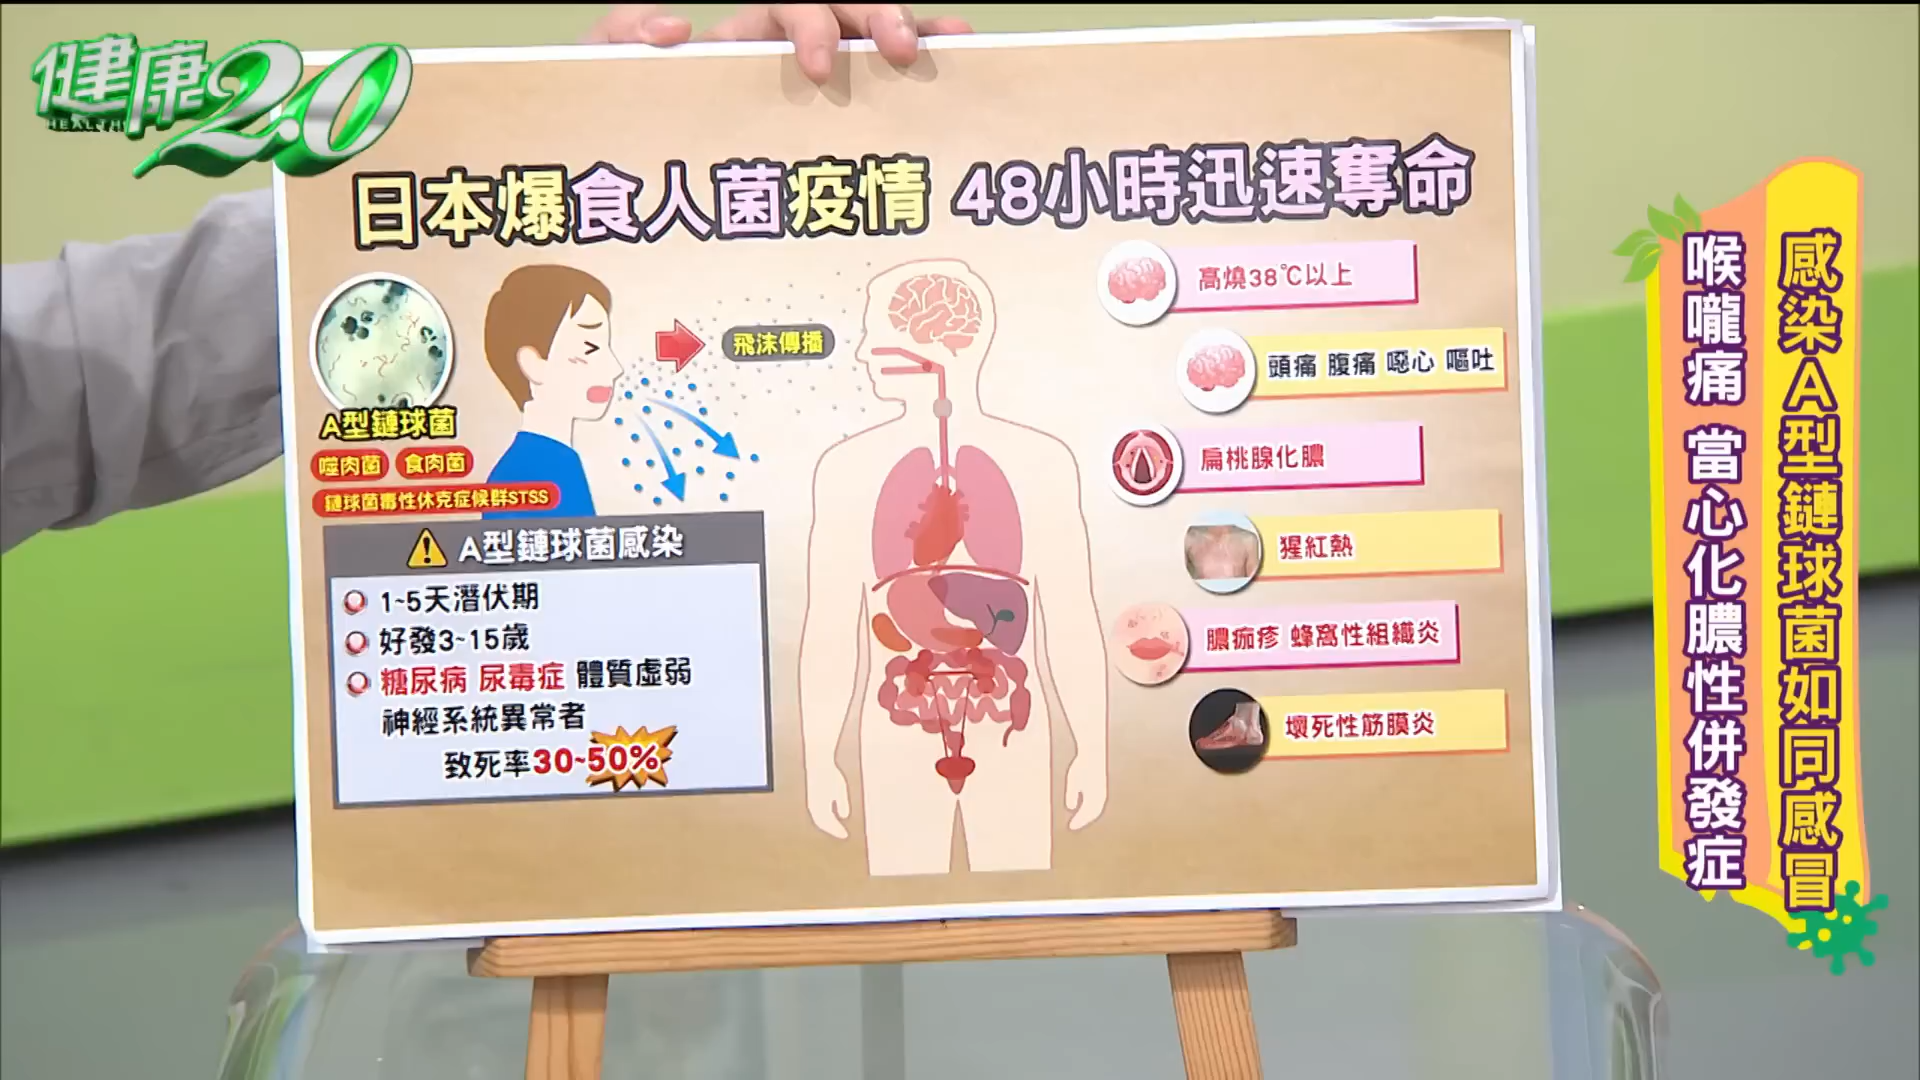 健康2.0
HEALTH
日本爆食人菌疫情 48小時迅速奪命
A型鏈球菌
噬肉菌 食肉菌
鏈球菌毒性休克症候群STSS
飛沫傳播
A型鏈球菌感染
1~5天潛伏期
好發3~15歲
糖尿病 尿毒症 體質虛弱
神經系統異常者
致死率30~50%
高燒38℃以上
頭痛 腹痛 噁心 嘔吐
扁桃腺化膿
猩紅熱
膿痂疹 蜂窩性組織炎
壞死性筋膜炎
感染A型鏈球菌如同感冒
喉嚨痛 當心化膿性併發症